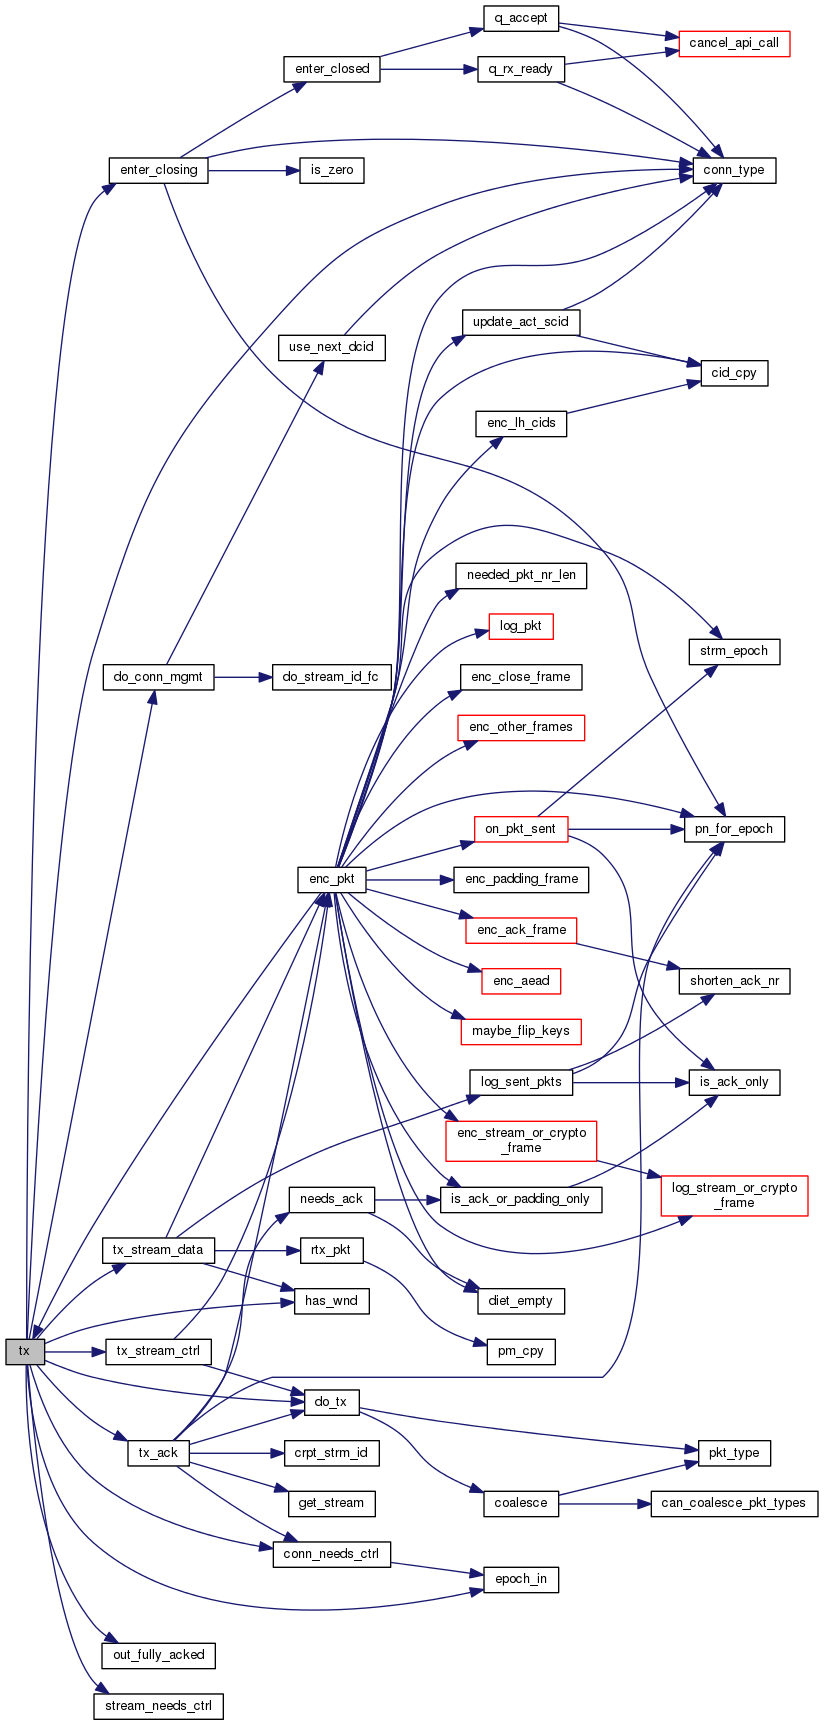 q_accept
cancel_api_call
enter_closed
q_rx_ready
enter_closing
is_zero
conn_type
update_act_scid
use_next_dcid
cid_cpy
enc_lh_cids
needed_pkt_nr_len
log_pkt
strm_epoch
do_conn_mgmt
do_stream_id_fc
enc_close_frame
enc_other_frames
on_pkt_sent
pn_for_epoch
enc_pkt
enc_padding_frame
enc_ack_frame
enc_aead
shorten_ack_nr
maybe_flip_keys
log_sent_pkts
is_ack_only
enc_stream_or_crypto
_frame
needs_ack
is_ack_or_padding_only
log_stream_or_crypto
_frame
tx_stream_data
rtx_pkt
has_wnd
diet_empty
tx
tx_stream_ctrl
pm_cpy
do_tx
tx_ack
crpt_strm_id
pkt_type
get_stream
coalesce
can_coalesce_pkt_types
conn_needs_ctrl
epoch_in
out_fully_acked
stream_needs_ctrl